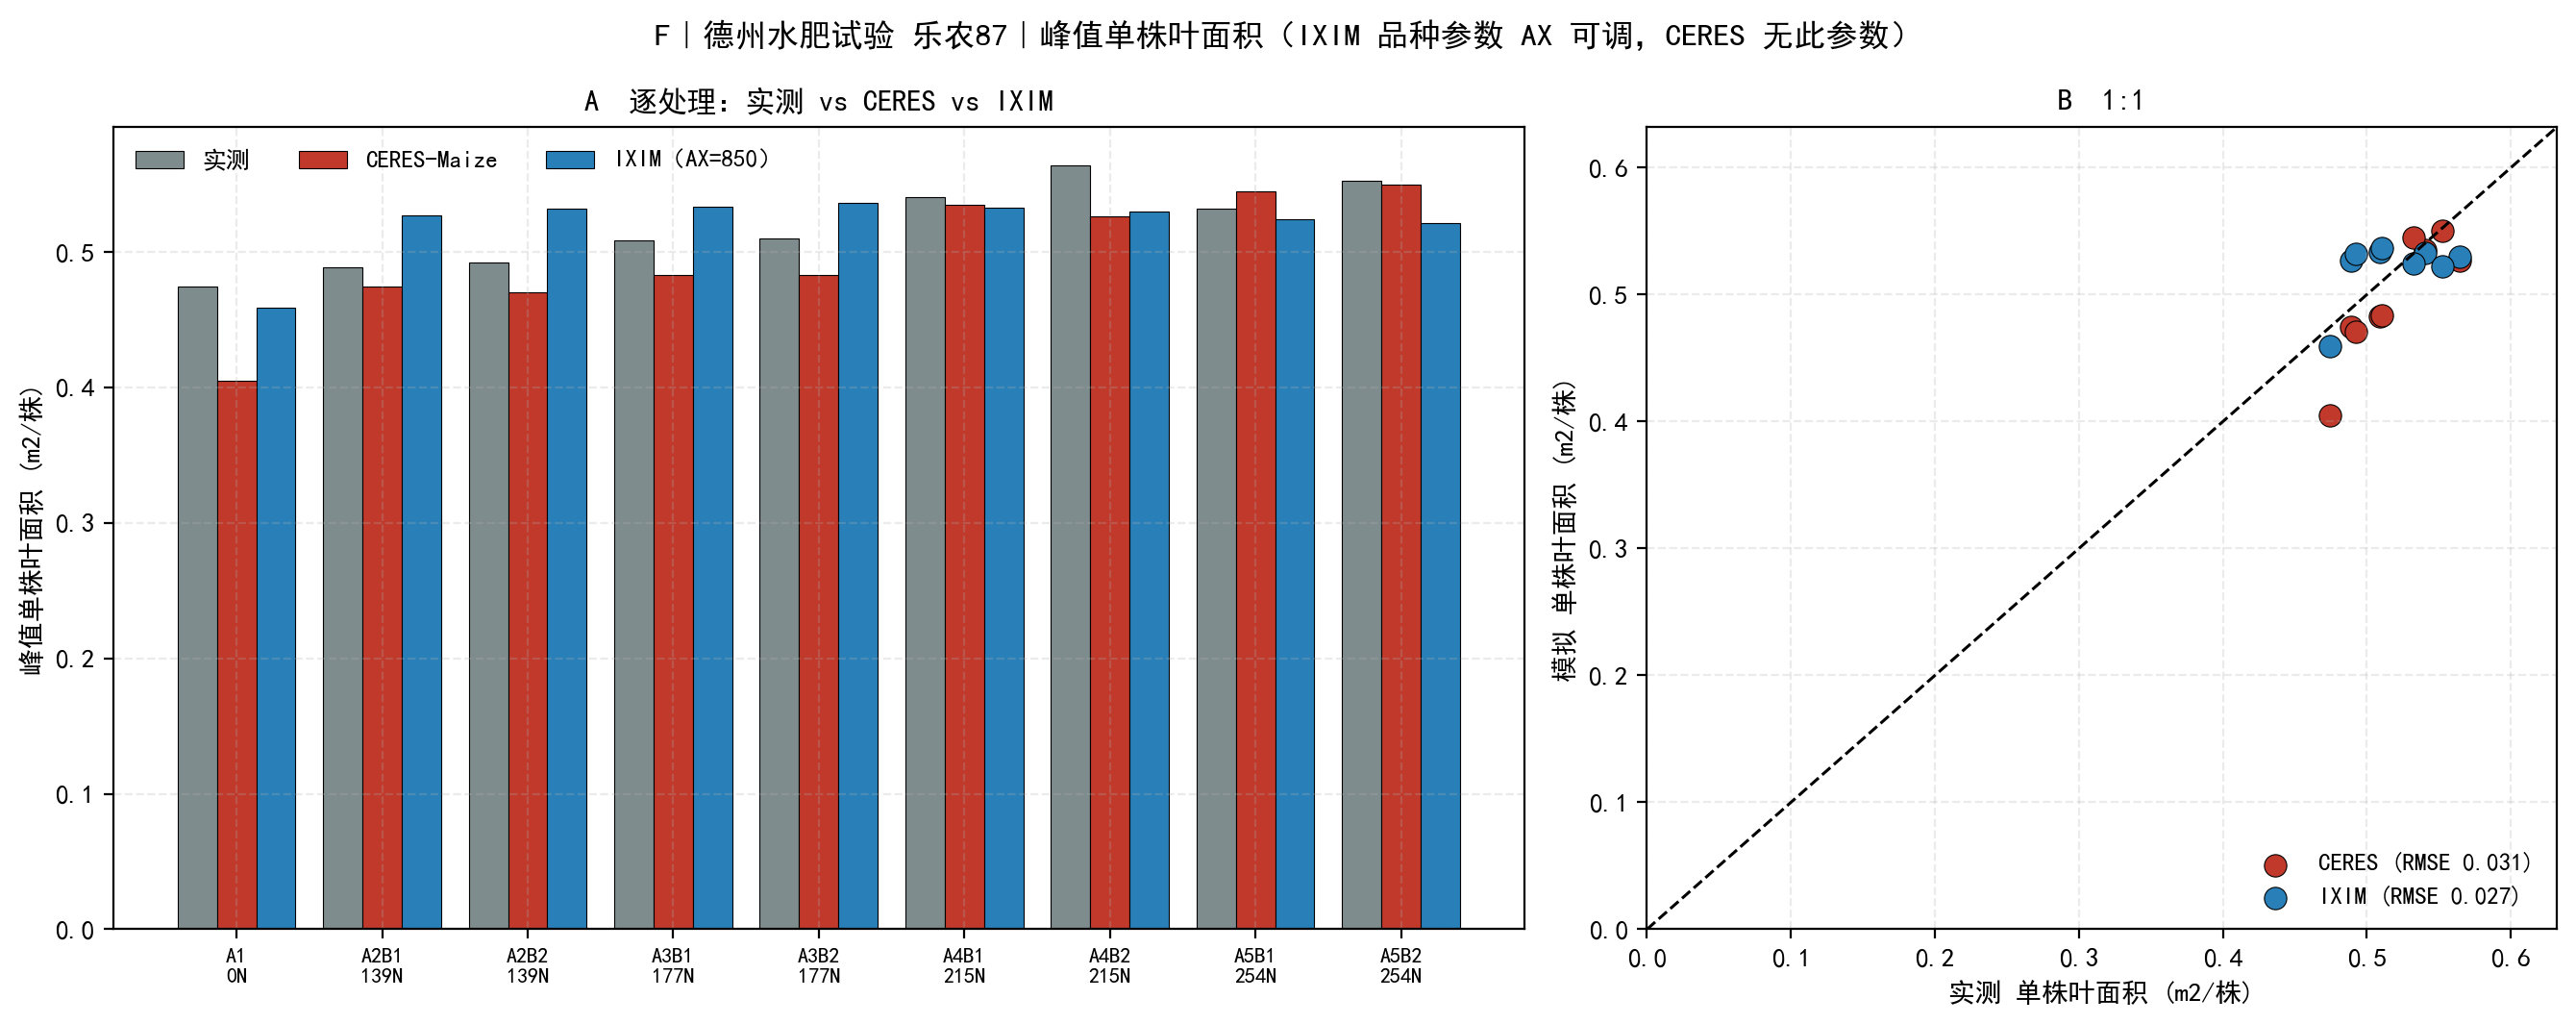 F｜德州水肥试验 乐农87｜峰值单株叶面积（IXIM 品种参数 AX 可调，CERES 无此参数）
A  逐处理：实测 vs CERES vs IXIM
实测
CERES-Maize
IXIM（AX=850）
峰值单株叶面积 (m2/株)
0.5
0.4
0.3
0.2
0.1
0.0
A1
0N
A2B1
139N
A2B2
139N
A3B1
177N
A3B2
177N
A4B1
215N
A4B2
215N
A5B1
254N
A5B2
254N
B  1:1
模拟 单株叶面积 (m2/株)
0.6
0.5
0.4
0.3
0.2
0.1
0.0
CERES (RMSE 0.031)
IXIM (RMSE 0.027)
0.0
0.1
0.2
0.3
0.4
0.5
0.6
实测 单株叶面积 (m2/株)